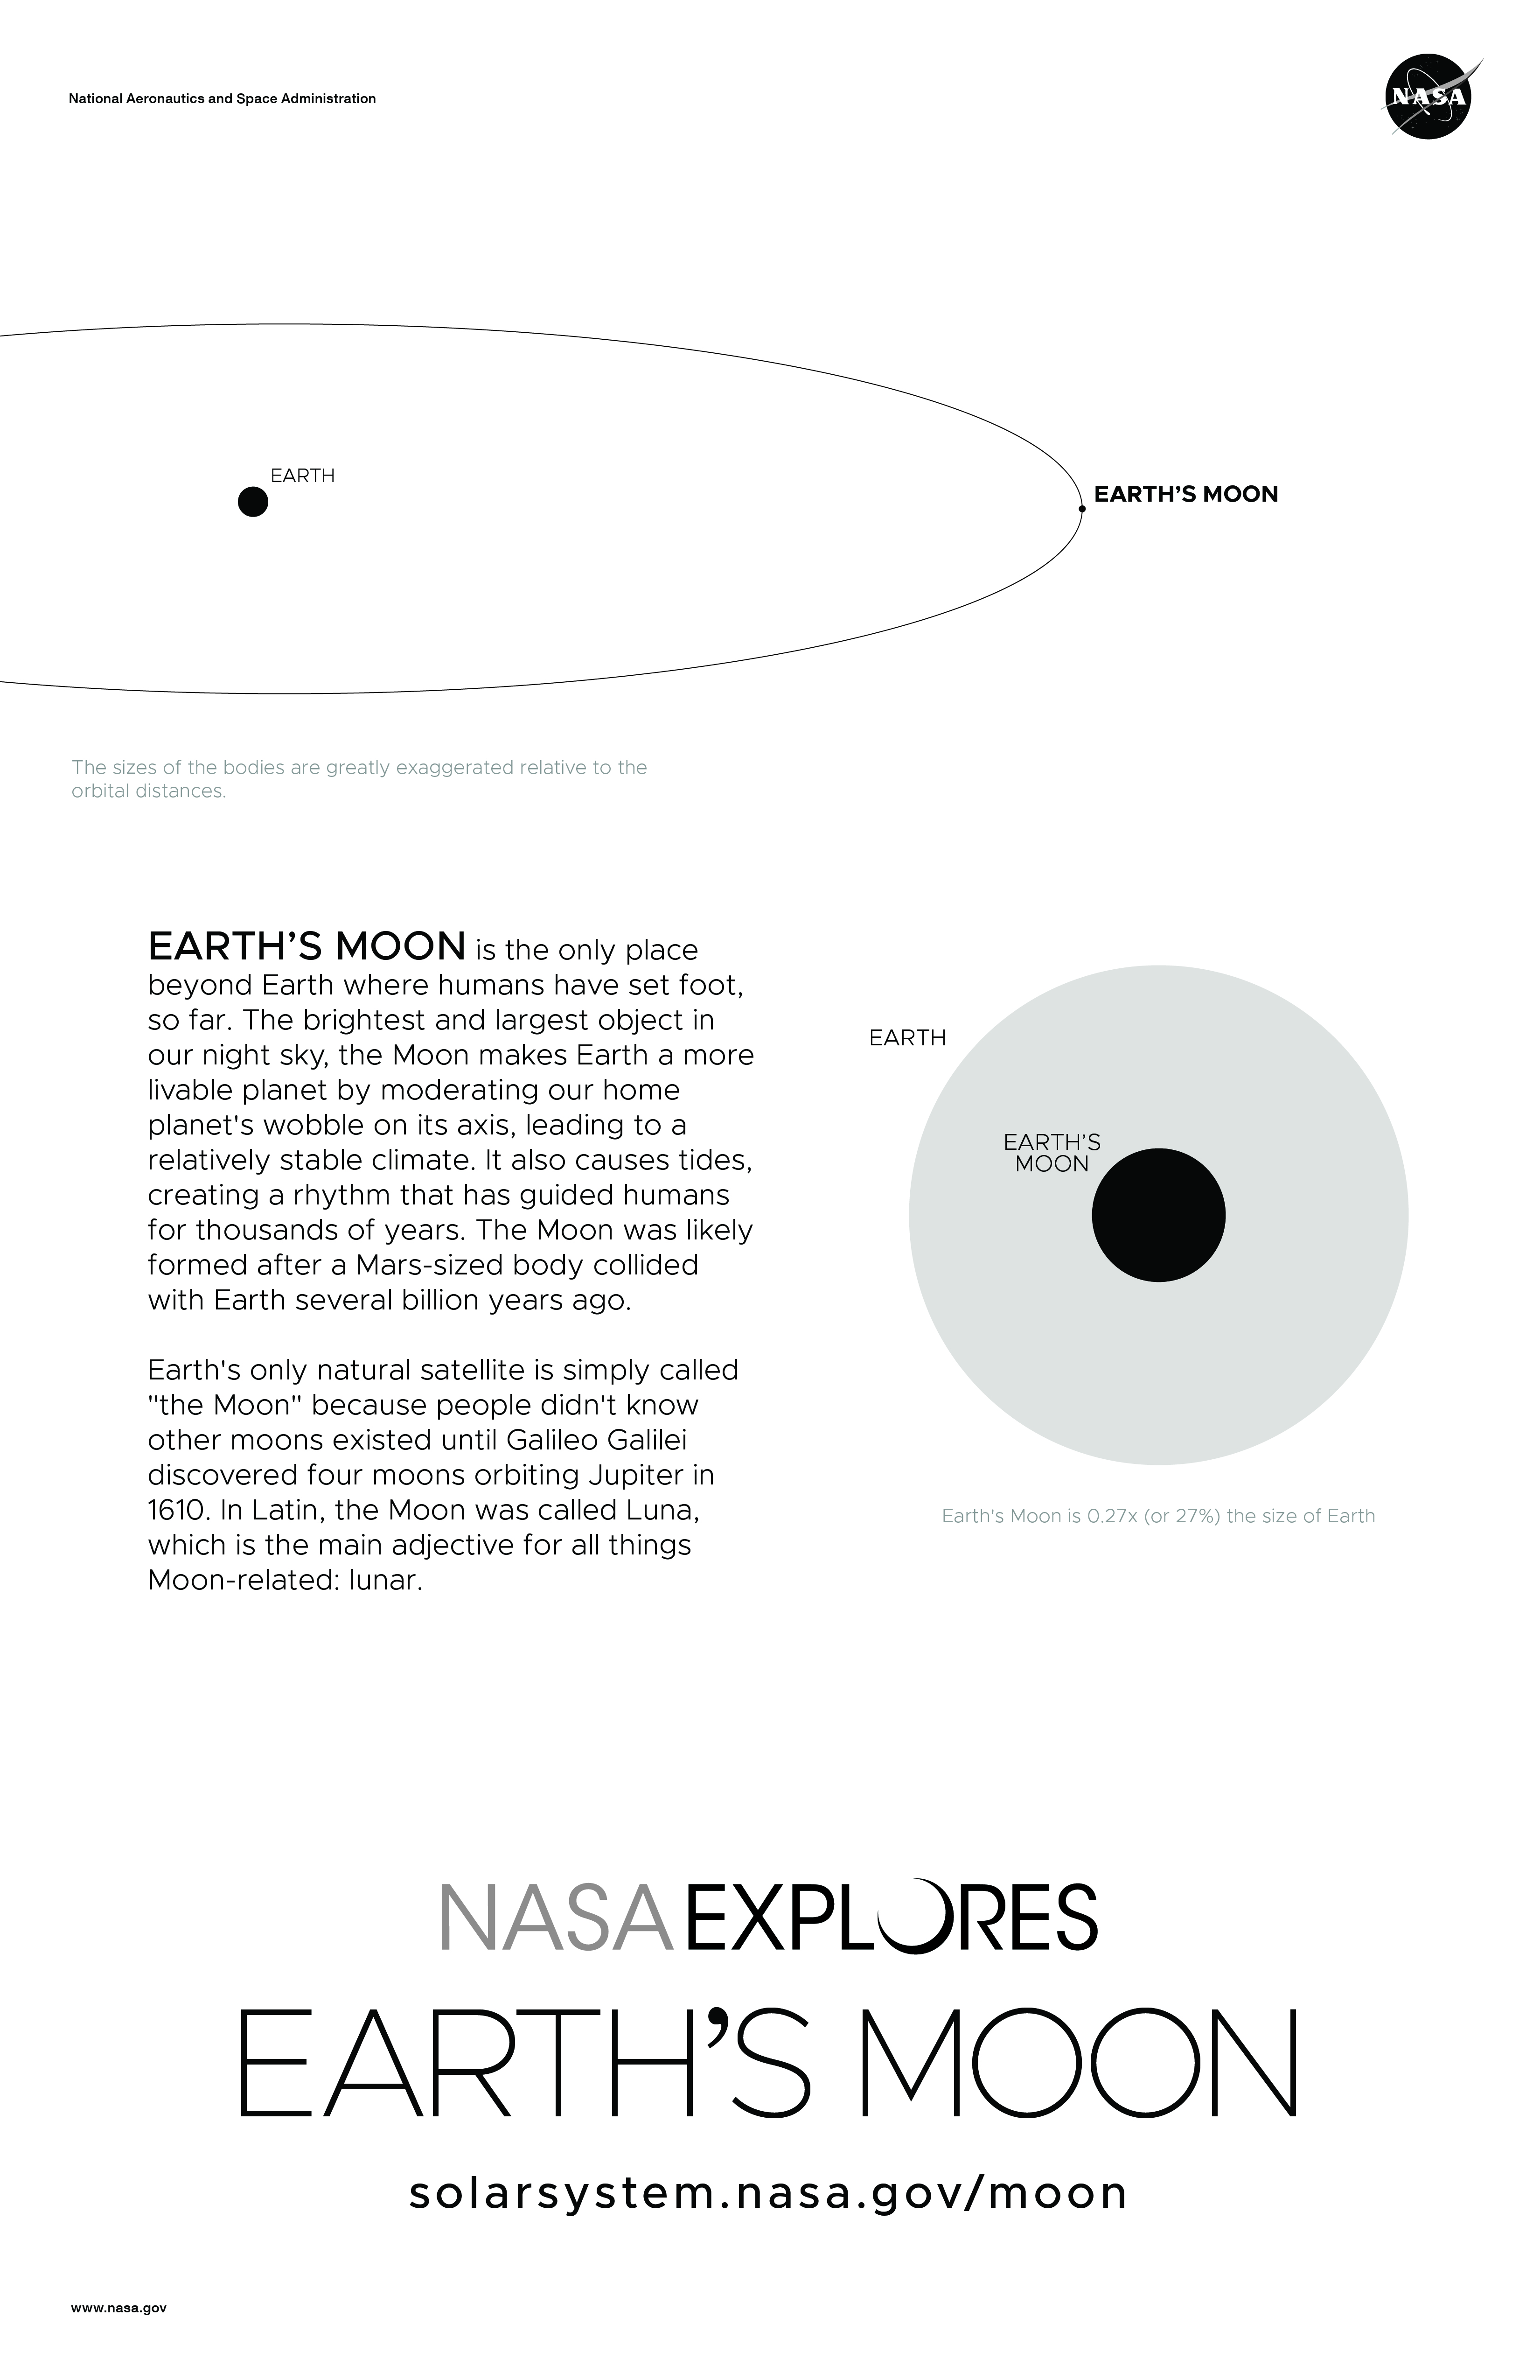 National Aeronautics and Space Administration
NASA
EARTH
EARTH’S MOON
The sizes of the bodies are greatly exaggerated relative to the
orbital distances.
EARTH’S MOON is the only place
beyond Earth where humans have set foot,
so far. The brightest and largest object in
our night sky, the Moon makes Earth a more
livable planet by moderating our home
planet's wobble on its axis, leading to a
relatively stable climate. It also causes tides,
creating a rhythm that has guided humans
for thousands of years. The Moon was likely
formed after a Mars-sized body collided
with Earth several billion years ago.
Earth's only natural satellite is simply called
"the Moon" because people didn't know
other moons existed until Galileo Galilei
discovered four moons orbiting Jupiter in
1610. In Latin, the Moon was called Luna,
which is the main adjective for all things
Moon-related: lunar.
EARTH
EARTH’S
MOON
Earth's Moon is 0.27x (or 27%) the size of Earth
NASA EXPLORES
EARTH’S MOON
solarsystem.nasa.gov/moon
www.nasa.gov